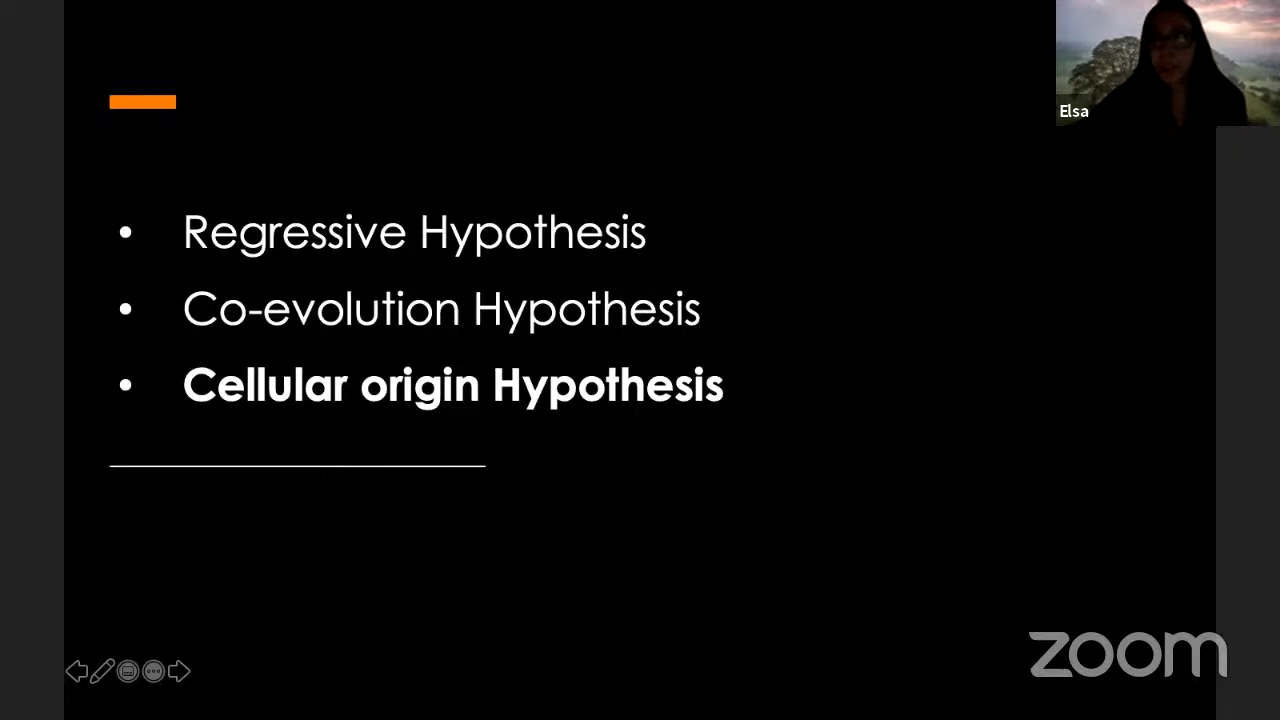 Elsa
• Regressive Hypothesis
• Co-evolution Hypothesis
• Cellular origin Hypothesis
zoom